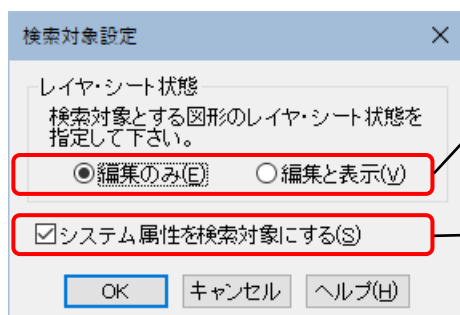 検索対象設定
レイヤ・シート状態
検索対象とする図形のレイヤ・シート状態を
指定して下さい。
編集のみ(E) 編集と表示(V)
システム属性を検索対象にする(S)
OK キャンセル ヘルプ(H)